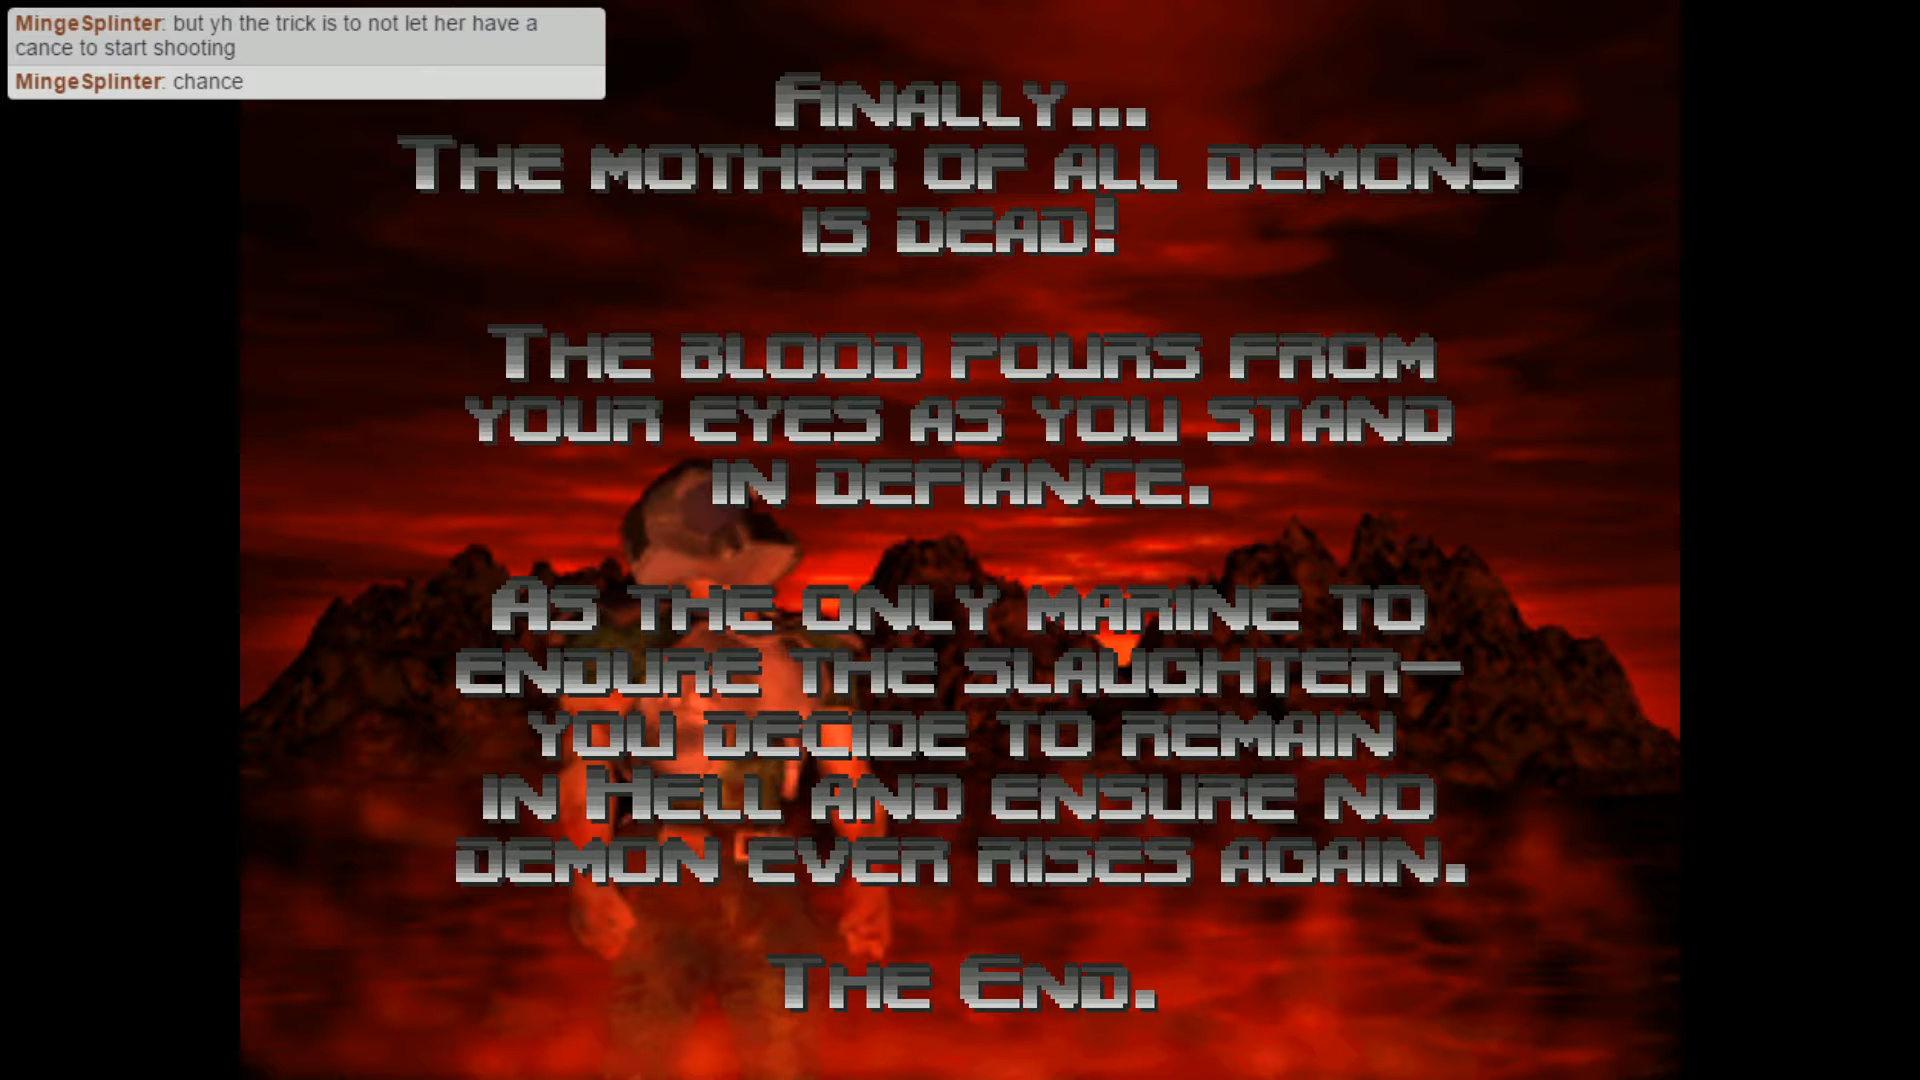 MingeSplinter: but yh the trick is to not let her have a
cance to start shooting
MingeSplinter: chance
Finally...
The mother of all demons
is dead!
The blood pours from
your eyes as you stand
in defiance.
As the only marine to
endure the slaughter—
you decide to remain
in Hell and ensure no
demon ever rises again.
The End.